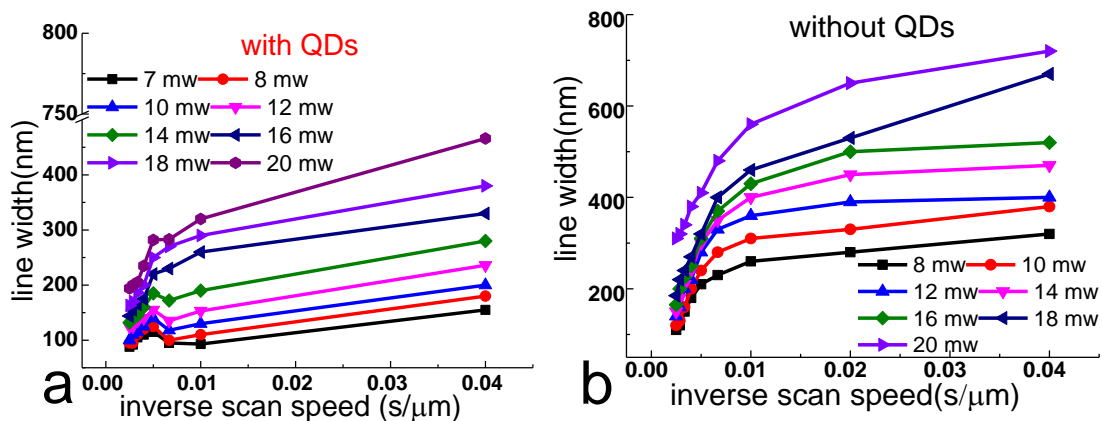 800
with QDs
7 mw 8 mw
10 mw 12 mw
14 mw 16 mw
18 mw 20 mw
750
400
300
200
100
line width(nm)
0.00 0.01 0.02 0.03 0.04
inverse scan speed (s/μm)
a
800
without QDs
600
400
200
line width(nm)
8 mw 10 mw
12 mw 14 mw
16 mw 18 mw
20 mw
0.00 0.01 0.02 0.03 0.04
inverse scan speed(s/μm)
b